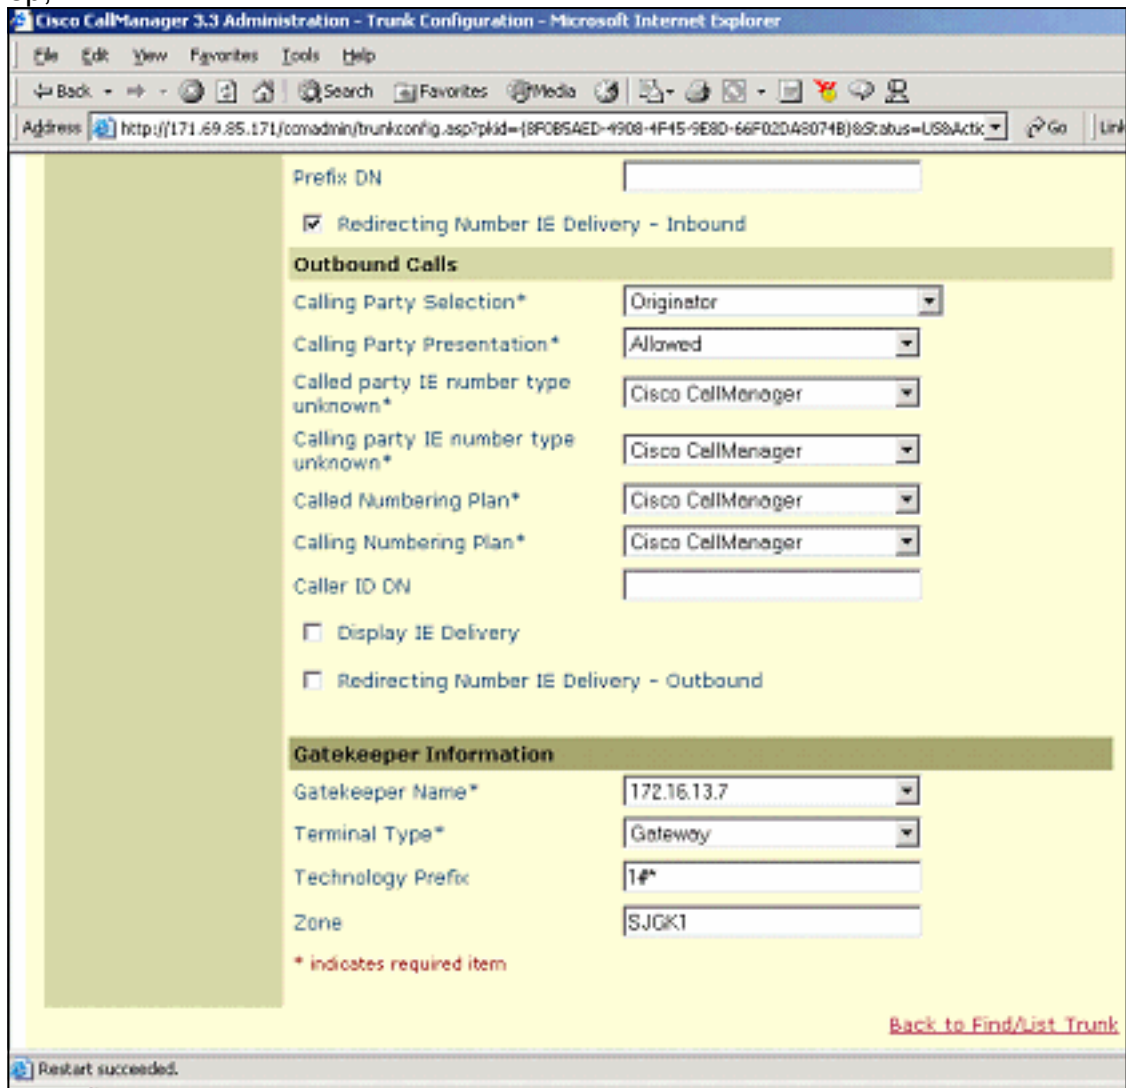 Cisco CallManager 3.3 Administration - Trunk Configuration - Microsoft Internet Explorer
File Edit View Favorites Tools Help
Back Search Favorites Media
Address http://171.69.85.171/ccmadmin/trunkconfig.asp?pkid={8F0B5AED-4908-4F45-9E8D-66F02DA8074B}&Status=US&Actic Go Link
Prefix DN
Redirecting Number IE Delivery - Inbound
Outbound Calls
Calling Party Selection* Originator
Calling Party Presentation* Allowed
Called party IE number type
unknown* Cisco CallManager
Calling party IE number type
unknown* Cisco CallManager
Called Numbering Plan* Cisco CallManager
Calling Numbering Plan* Cisco CallManager
Caller ID DN
Display IE Delivery
Redirecting Number IE Delivery - Outbound
Gatekeeper Information
Gatekeeper Name* 172.16.13.7
Terminal Type* Gateway
Technology Prefix 1#*
Zone SJGK1
* indicates required item
Back to Find/List Trunk
Restart succeeded.